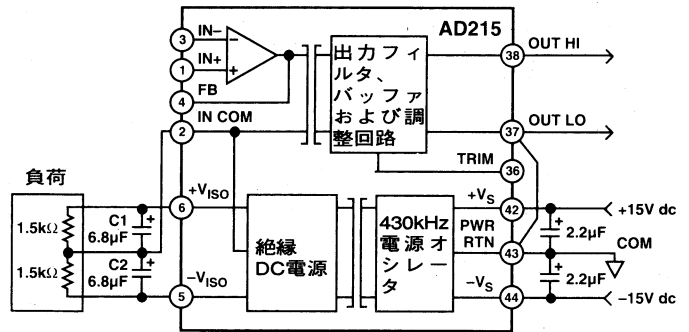 AD215
3 IN−
1 IN+
4 FB
2 IN COM
出力フィ
ルタ、
バッファ
および調
整回路
38 OUT HI
37 OUT LO
TRIM 36
負荷
1.5kΩ
1.5kΩ
C1
6.8μF
C2
6.8μF
+
+
6 +VISO
5 −VISO
絶縁
DC電源
430kHz
電源オ
シレー
タ
+VS 42
PWR
RTN 43
−VS 44
+
2.2μF
+
2.2μF
+15V dc
COM
−15V dc